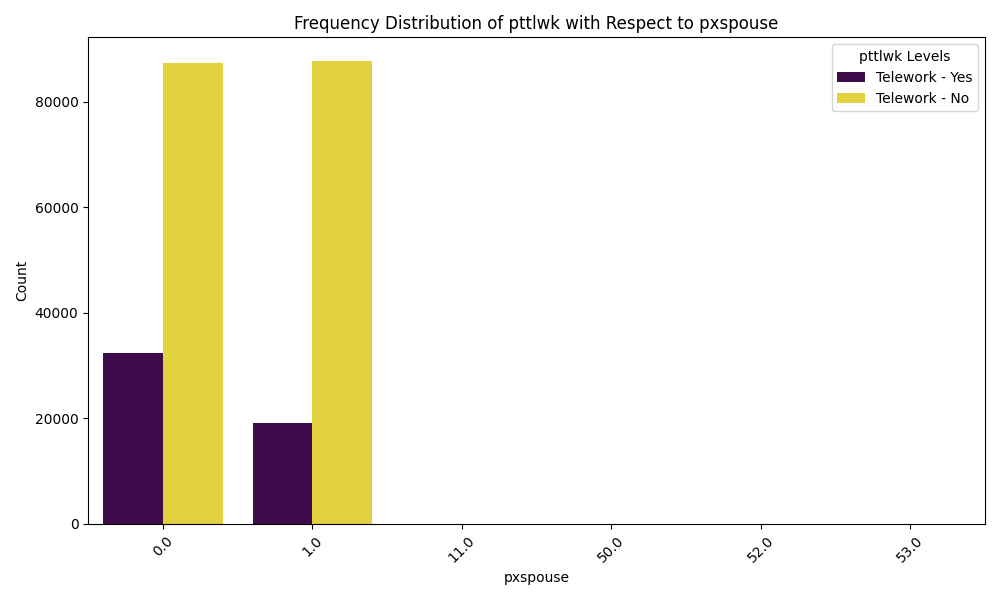 Frequency Distribution of pttlwk with Respect to pxspouse
pttlwk Levels
Telework - Yes
Telework - No
Count
80000
60000
40000
20000
0
0.0
1.0
11.0
50.0
52.0
53.0
pxspouse